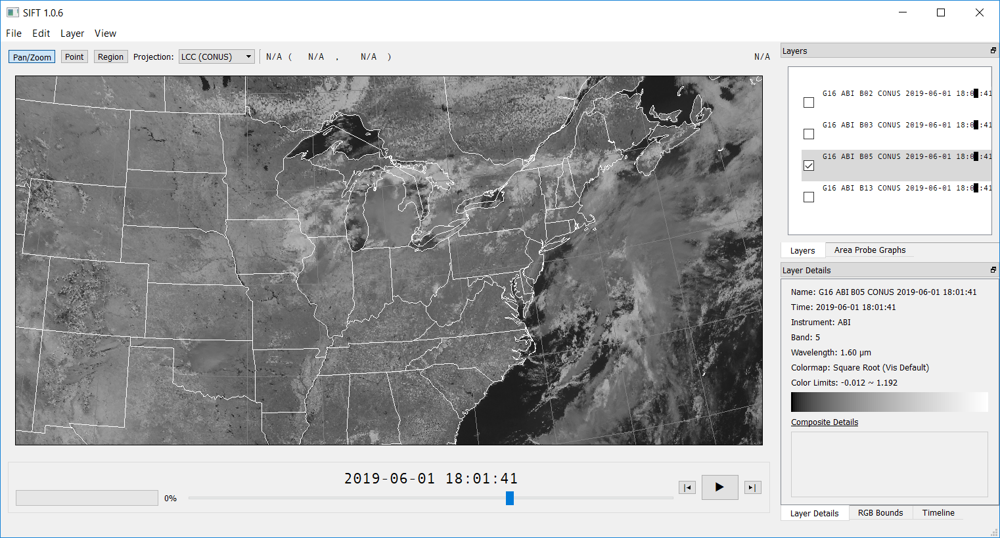 SIFT 1.0.6
File Edit Layer View
Pan/Zoom Point Region Projection: LCC (CONUS) N/A ( N/A , N/A ) N/A
Layers
G16 ABI B02 CONUS 2019-06-01 18:0 :41
G16 ABI B03 CONUS 2019-06-01 18:0 :41
G16 ABI B05 CONUS 2019-06-01 18:0 :41
G16 ABI B13 CONUS 2019-06-01 18:0 :41
Layers Area Probe Graphs
Layer Details
Name: G16 ABI B05 CONUS 2019-06-01 18:01:41
Time: 2019-06-01 18:01:41
Instrument: ABI
Band: 5
Wavelength: 1.60 µm
Colormap: Square Root (Vis Default)
Color Limits: -0.012 ~ 1.192
Composite Details
Layer Details RGB Bounds Timeline
2019-06-01 18:01:41
0%